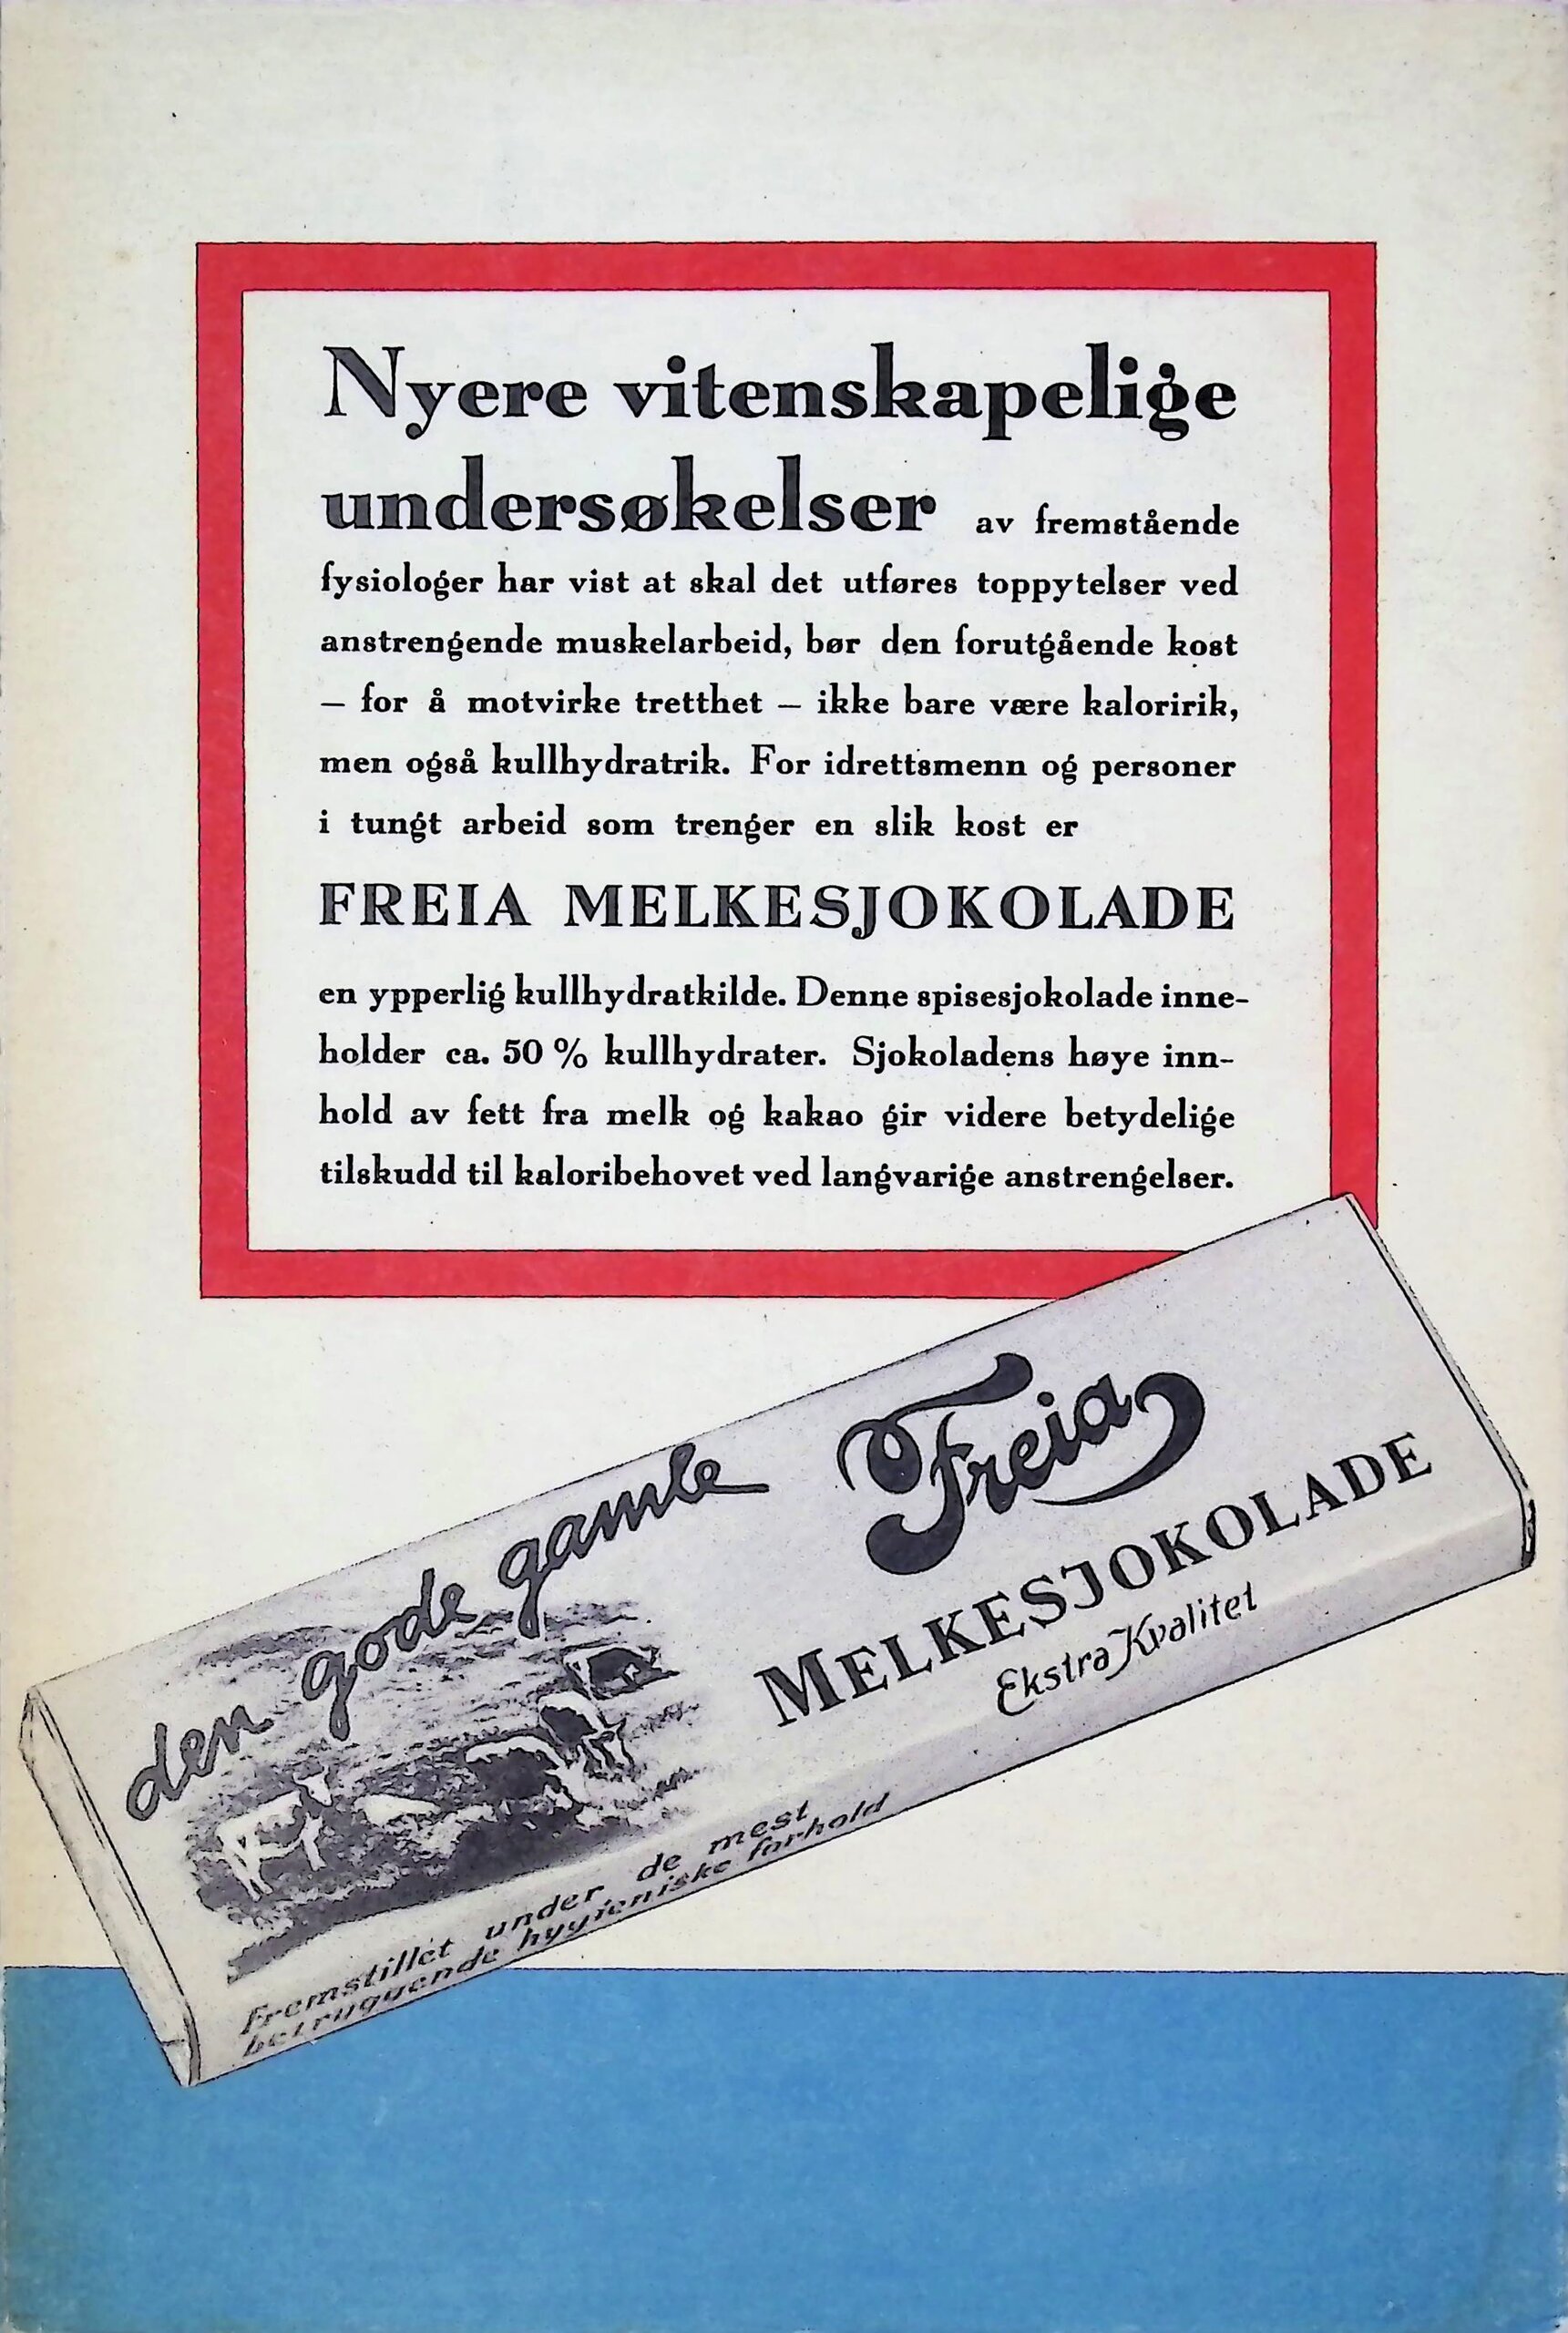 Nyere vitenskapelige
undersøkelser av fremstående
fysiologer har vist at skal det utføres toppytelser ved
anstrengende muskelarbeid, bør den forutgående kost
– for å motvirke tretthet – ikke bare være kaloririk,
men også kullhydratrik. For idrettsmenn og personer
i tungt arbeid som trenger en slik kost er
FREIA MELKESJOKOLADE
en ypperlig kullhydratkilde. Denne spisesjokolade inne-
holder ca. 50 % kullhydrater. Sjokoladens høye inn-
hold av fett fra melk og kakao gir videre betydelige
tilskudd til kaloribehovet ved langvarige anstrengelser.
den gode gamle
Freia
MELKESJOKOLADE
Ekstra Kvalitet
Fremstillet under de mest
betryggende hygieniske forhold